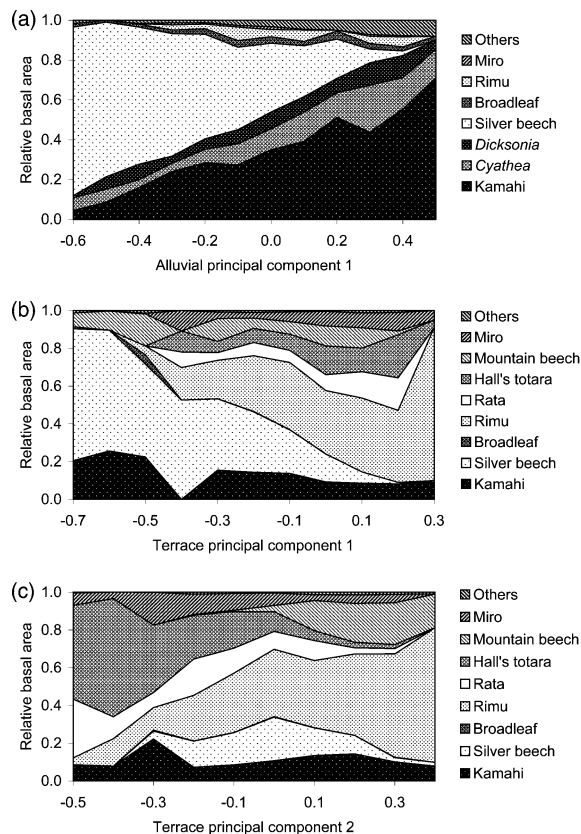 (a)
Relative basal area
1.0
0.8
0.6
0.4
0.2
0.0
-0.6 -0.4 -0.2 0.0 0.2 0.4
Alluvial principal component 1
Others
Miro
Rimu
Broadleaf
Silver beech
Dicksonia
Cyathea
Kamahi
(b)
Relative basal area
1.0
0.8
0.6
0.4
0.2
0.0
-0.7 -0.5 -0.3 -0.1 0.1 0.3
Terrace principal component 1
Others
Miro
Mountain beech
Hall's totara
Rata
Rimu
Broadleaf
Silver beech
Kamahi
(c)
Relative basal area
1.0
0.8
0.6
0.4
0.2
0.0
-0.5 -0.3 -0.1 0.1 0.3
Terrace principal component 2
Others
Miro
Mountain beech
Hall's totara
Rata
Rimu
Broadleaf
Silver beech
Kamahi